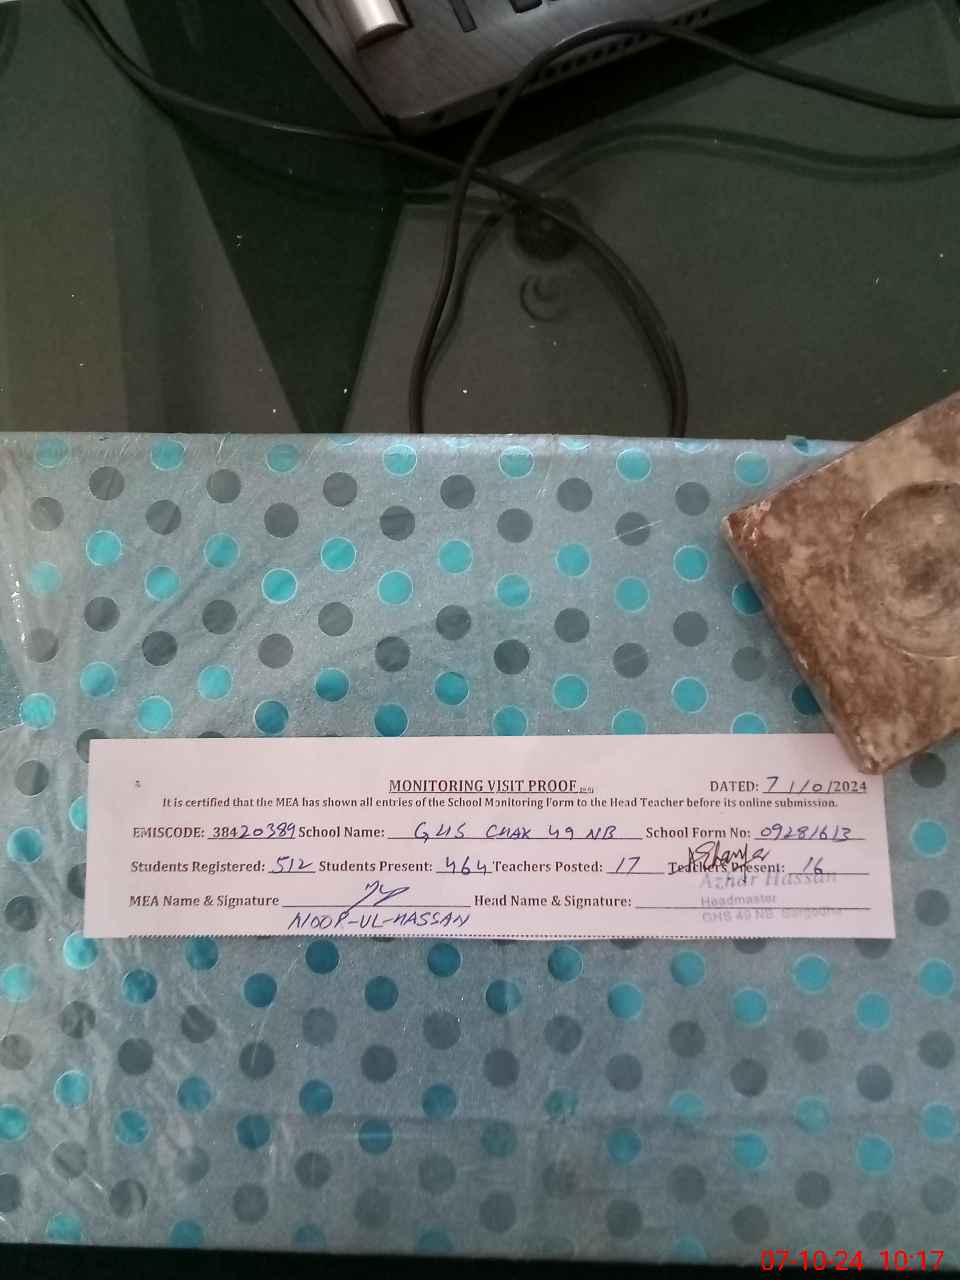 MONITORING VISIT PROOF DATED: 7/10/2024
It is certified that the MEA has shown all entries of the School Monitoring Form to the Head Teacher before its online submission.
EMISCODE: 38420389 School Name: GHS CHAK 49 NB School Form No: 09281613
Students Registered: 512 Students Present: 464 Teachers Posted: 17 Teachers Present: 16
Azhar Hassan
MEA Name & Signature Head Name & Signature: Headmaster
NOOR-UL-HASSAN GHS 49 NB Sargodha
07-10-24 10:17